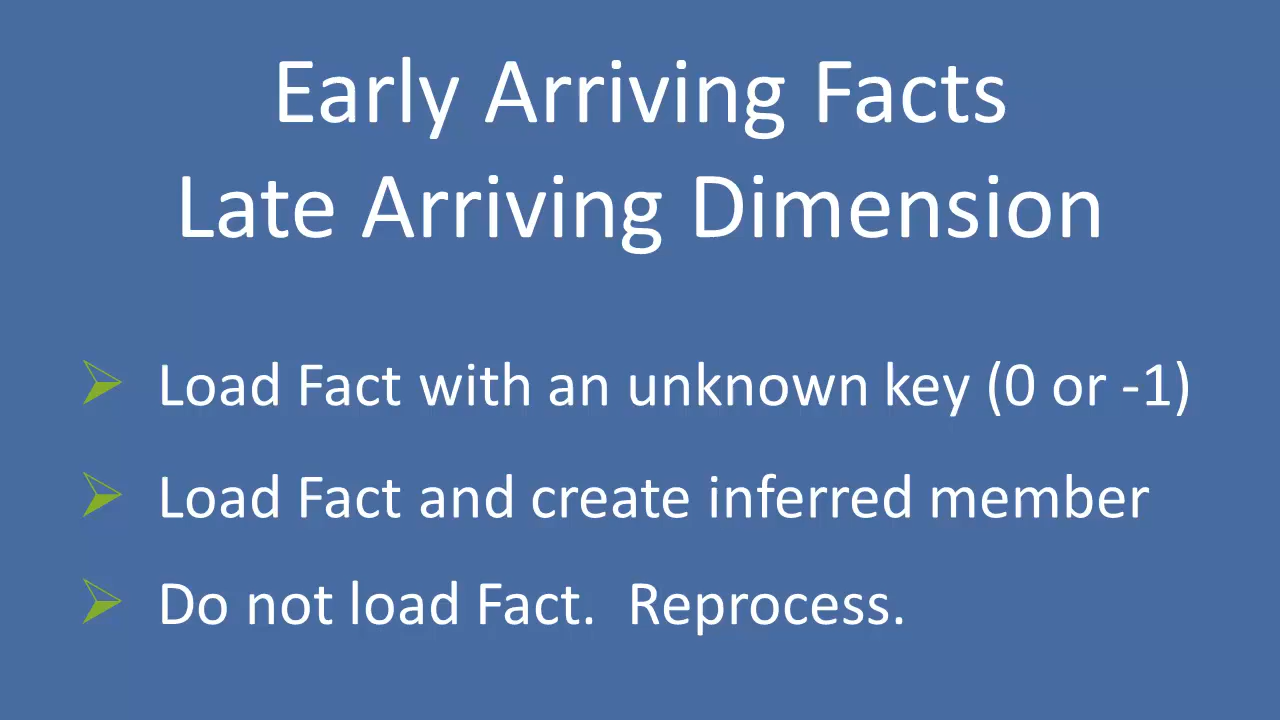 Early Arriving Facts
Late Arriving Dimension
Load Fact with an unknown key (0 or -1)
Load Fact and create inferred member
Do not load Fact.  Reprocess.